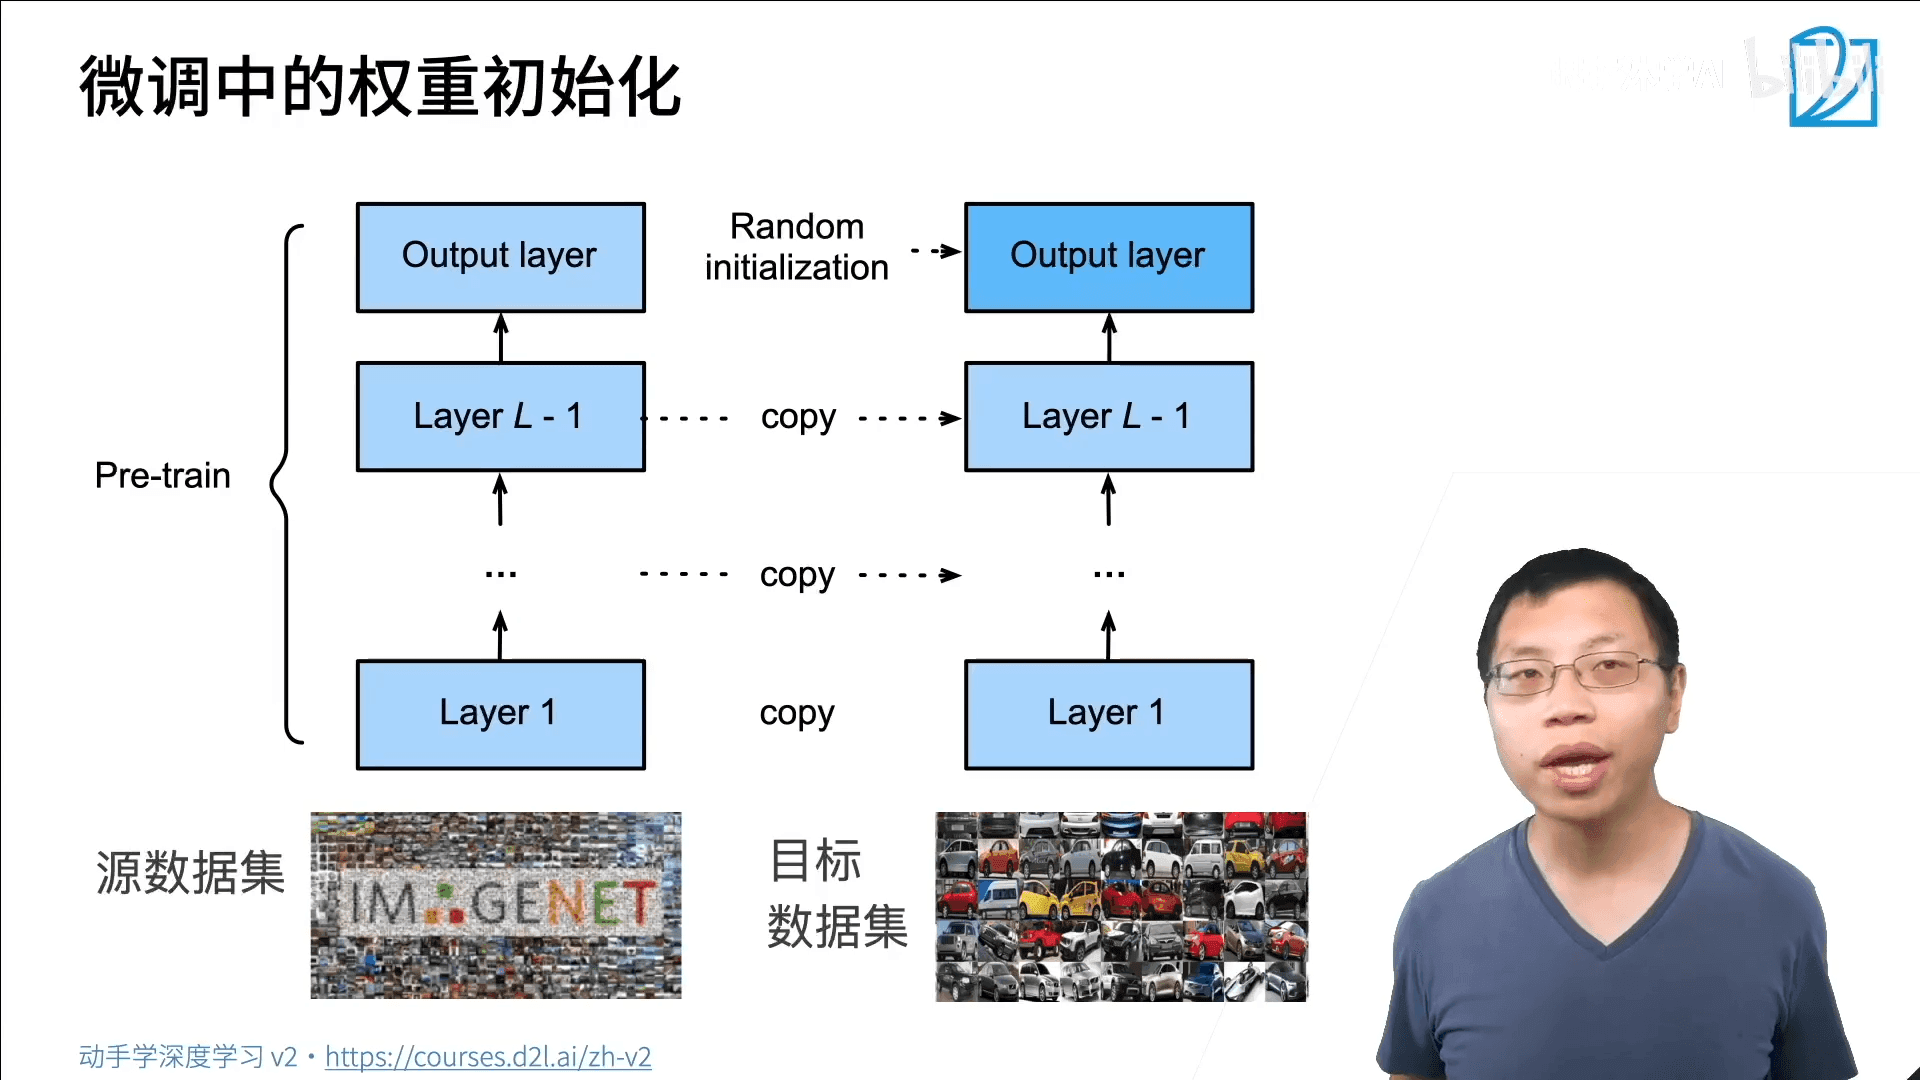 微调中的权重初始化
bilibili
Output layer
Random
initialization
Output layer
Layer L - 1
copy
Layer L - 1
Pre-train
...
copy
...
Layer 1
copy
Layer 1
源数据集
IMAGENET
目标
数据集
动手学深度学习 v2 · https://courses.d2l.ai/zh-v2